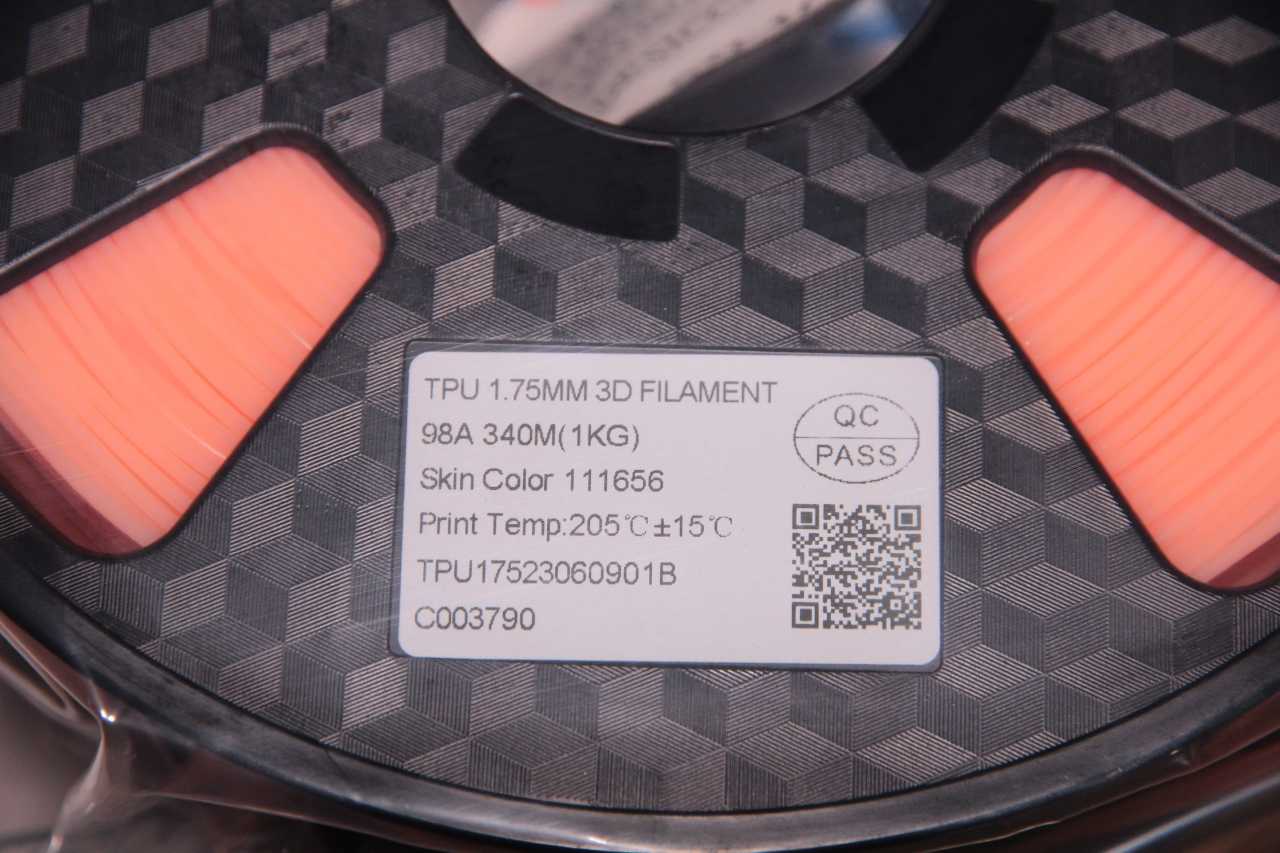 TPU 1.75MM 3D FILAMENT
98A 340M(1KG)
Skin Color 111656
Print Temp:205℃±15℃
TPU17523060901B
C003790
QC
PASS